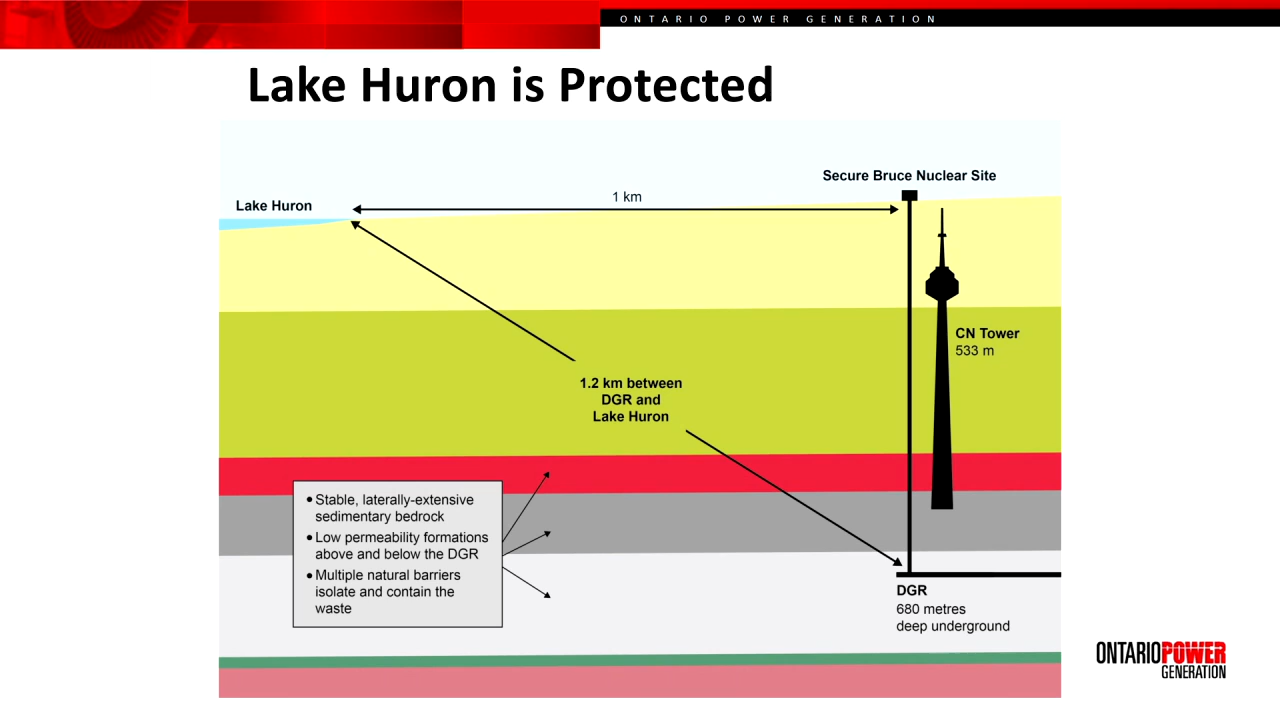 ONTARIO POWER GENERATION
Lake Huron is Protected
Secure Bruce Nuclear Site
Lake Huron
1 km
CN Tower
533 m
1.2 km between
DGR and
Lake Huron
• Stable, laterally-extensive
sedimentary bedrock
• Low permeability formations
above and below the DGR
• Multiple natural barriers
isolate and contain the
waste
DGR
680 metres
deep underground
ONTARIOPOWER
GENERATION